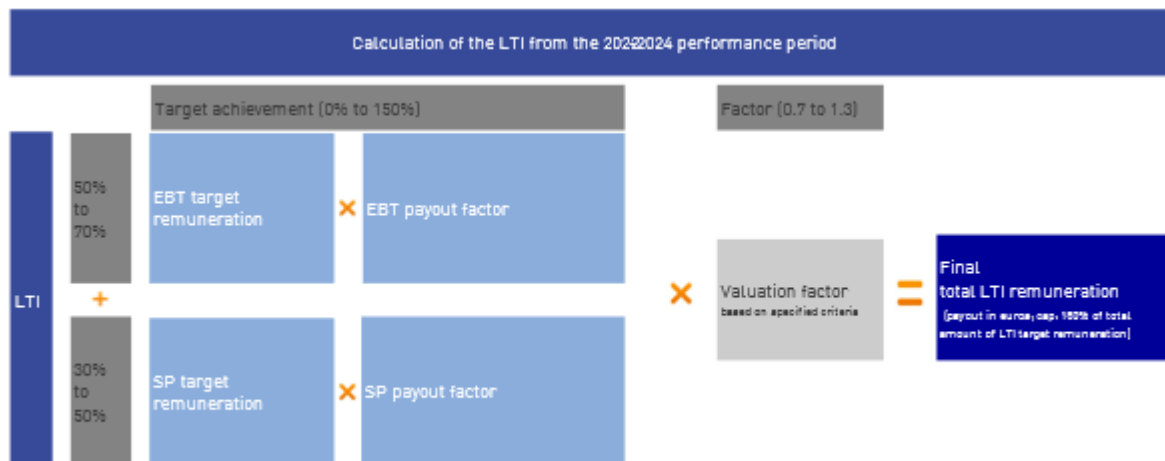 Calculation of the LTI from the 2022-2024 performance period
Target achievement (0% to 150%)
Factor (0.7 to 1.3)
LTI
50%
to
70%
EBT target
remuneration
×
EBT payout factor
+
30%
to
50%
SP target
remuneration
×
SP payout factor
×
Valuation factor
based on specified criteria
=
Final
total LTI remuneration
(payout in euros; cap: of total
amount of LTI target remuneration)